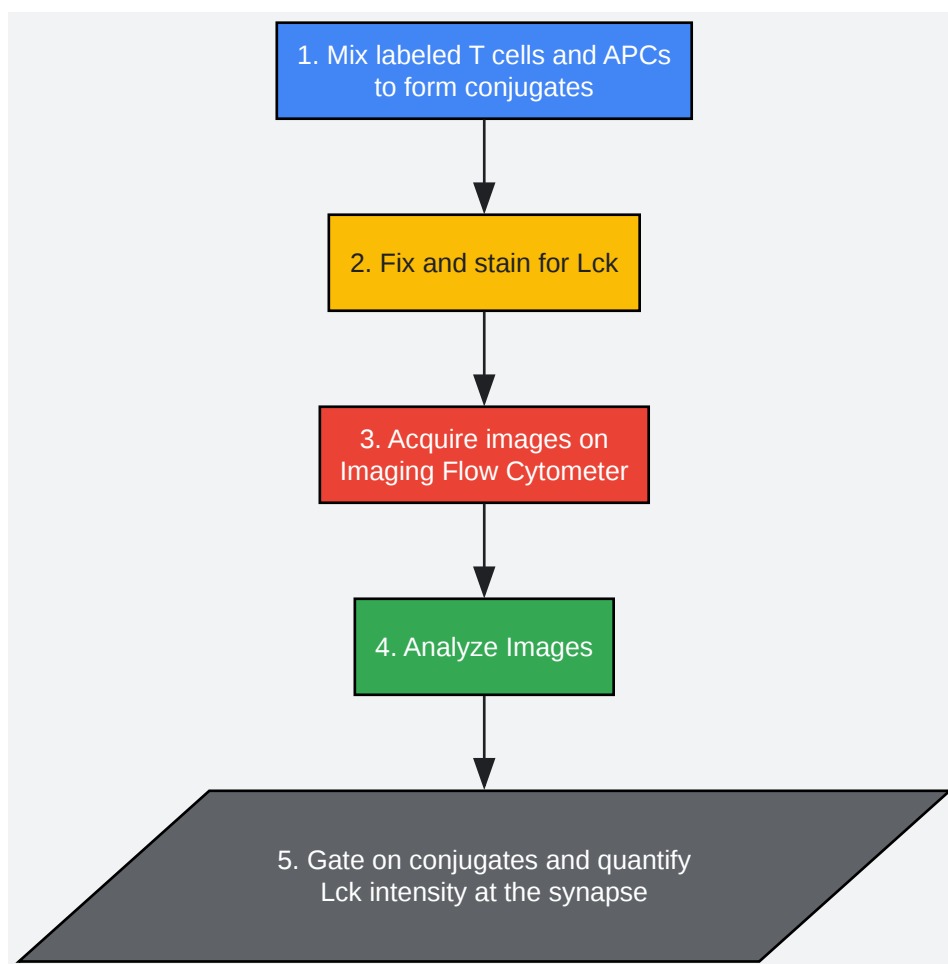 1. Mix labeled T cells and APCs
to form conjugates
2. Fix and stain for Lck
3. Acquire images on
Imaging Flow Cytometer
4. Analyze Images
5. Gate on conjugates and quantify
Lck intensity at the synapse